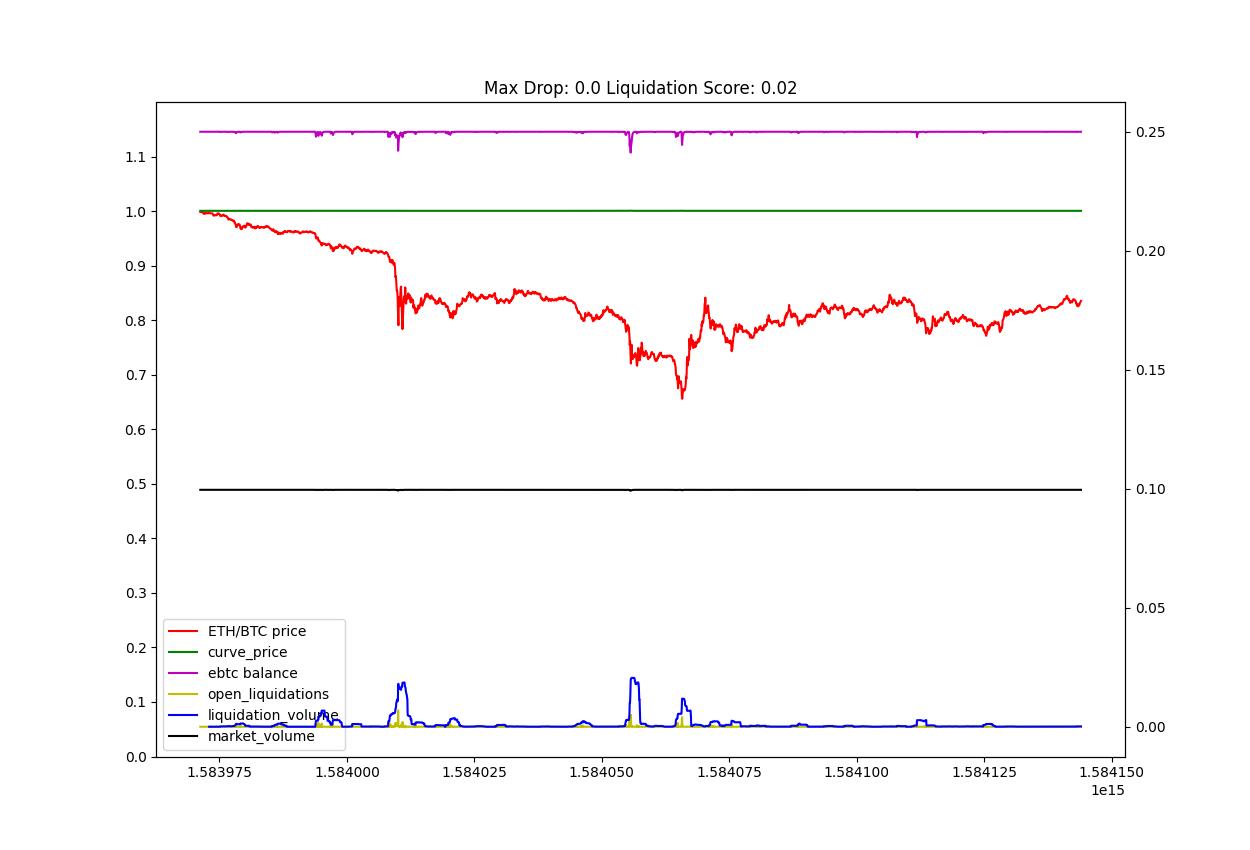 Max Drop: 0.0 Liquidation Score: 0.02
1.1
1.0
0.9
0.8
0.7
0.6
0.5
0.4
0.3
0.2
0.1
0.0
0.25
0.20
0.15
0.10
0.05
0.00
ETH/BTC price
curve_price
ebtc balance
open_liquidations
liquidation_volume
market_volume
1.583975 1.584000 1.584025 1.584050 1.584075 1.584100 1.584125 1.584150
1e15